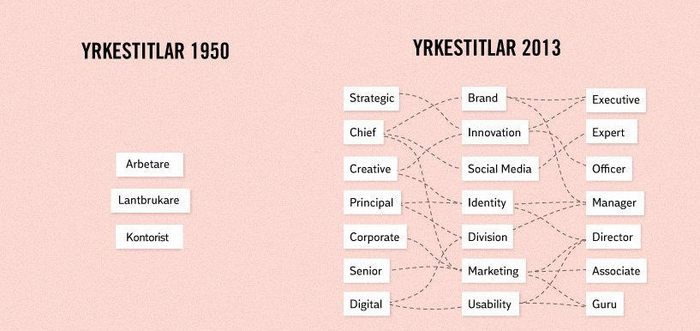 YRKESTITLAR 1950
Arbetare
Lantbrukare
Kontorist
YRKESTITLAR 2013
Strategic
Brand
Executive
Chief
Innovation
Expert
Creative
Social Media
Officer
Principal
Identity
Manager
Corporate
Division
Director
Senior
Marketing
Associate
Digital
Usability
Guru